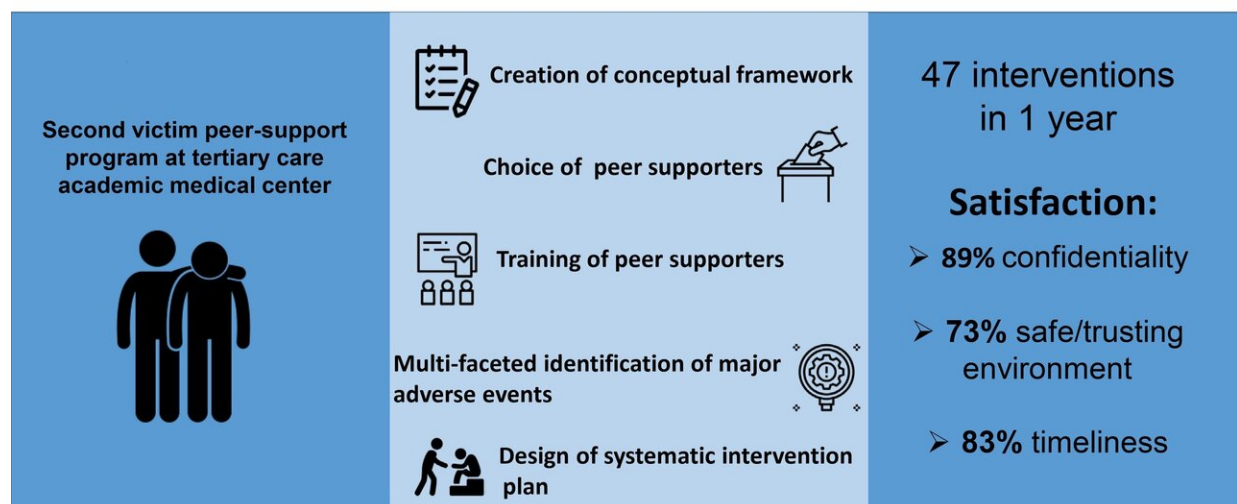 Second victim peer-support
program at tertiary care
academic medical center
Creation of conceptual framework
Choice of peer supporters
Training of peer supporters
Multi-faceted identification of major
adverse events
Design of systematic intervention
plan
47 interventions
in 1 year
Satisfaction:
➢ 89% confidentiality
➢ 73% safe/trusting
environment
➢ 83% timeliness